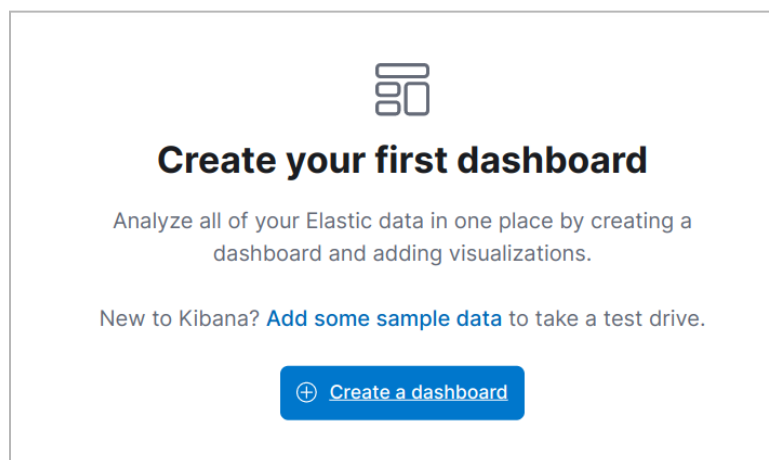 Create your first dashboard
Analyze all of your Elastic data in one place by creating a
dashboard and adding visualizations.
New to Kibana? Add some sample data to take a test drive.
Create a dashboard